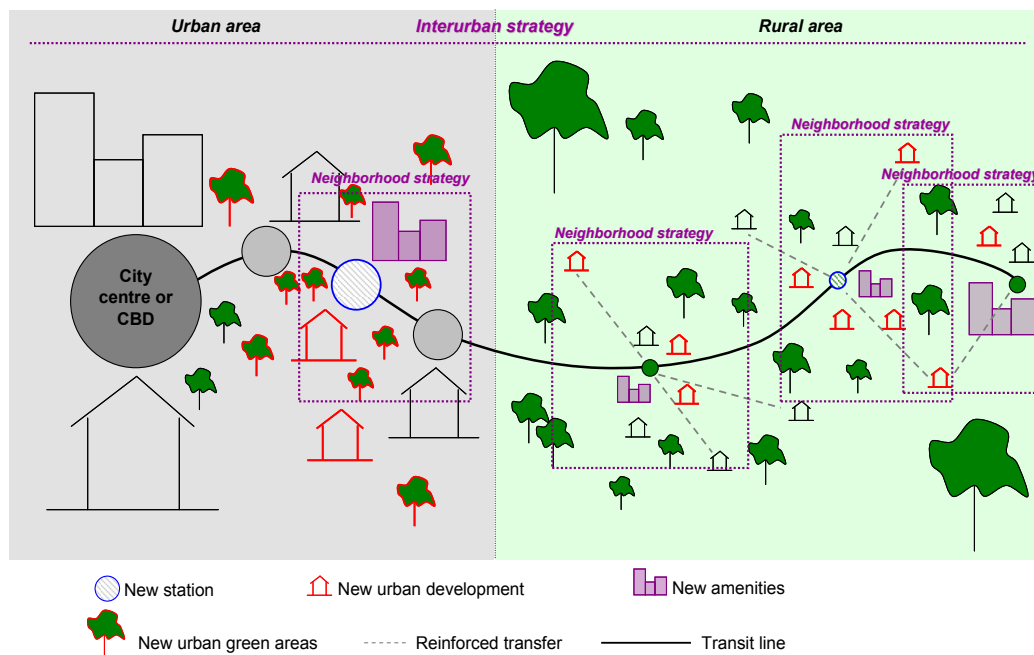 Urban area
Interurban strategy
Rural area
Neighborhood strategy
Neighborhood strategy
Neighborhood strategy
Neighborhood strategy
City
centre or
CBD
New station
New urban development
New amenities
New urban green areas
Reinforced transfer
Transit line